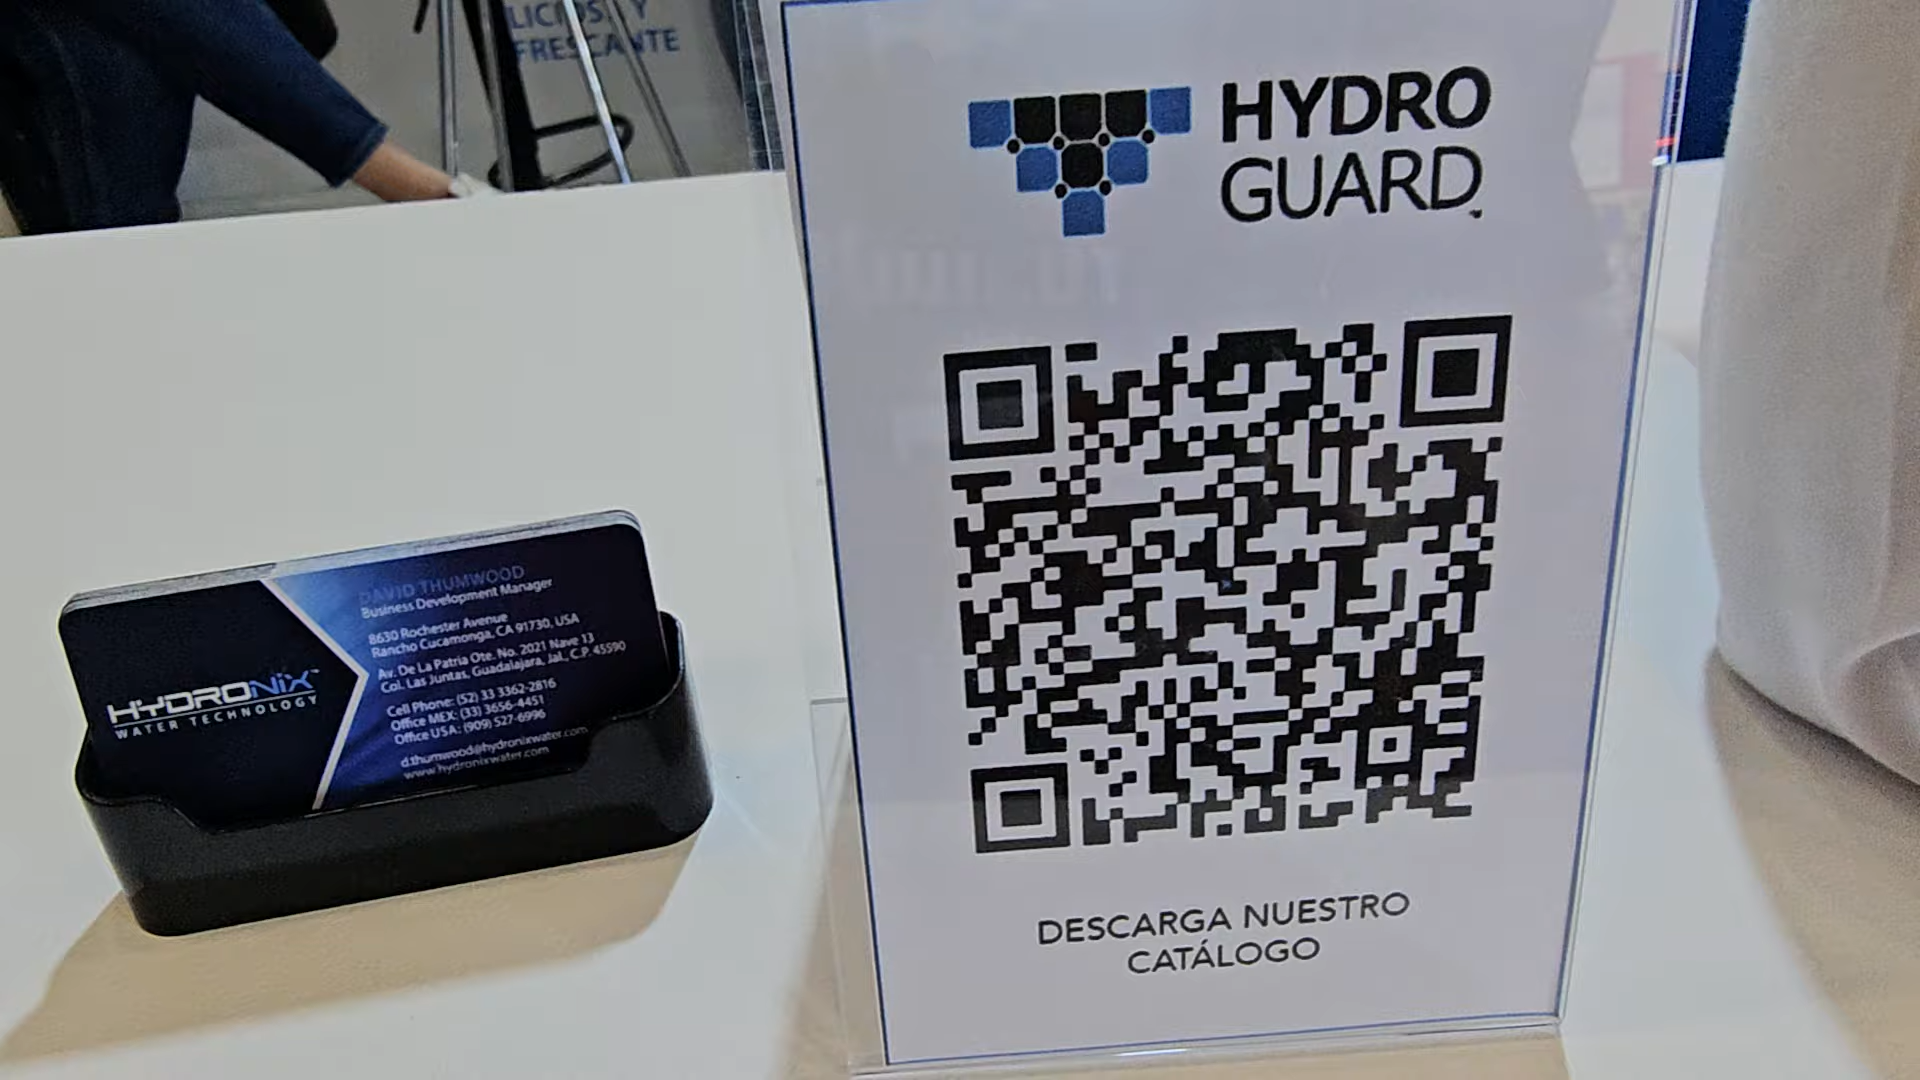 LICIOS Y
FRESCANTE
HYDRO
GUARD
DESCARGA NUESTRO
CATÁLOGO
HYDRONIX™
WATER TECHNOLOGY
DAVID THUMWOOD
Business Development Manager
8630 Rochester Avenue
Rancho Cucamonga, CA 91730, USA
Av. De La Patria Ote. No. 2021 Nave 13
Col. Las Juntas, Guadalajara, Jal., C.P. 45590
Cell Phone: (52) 33 3362-2816
Office MEX: (33) 3656-4451
Office USA: (909) 527-6996
d.thumwood@hydronixwater.com
www.hydronixwater.com